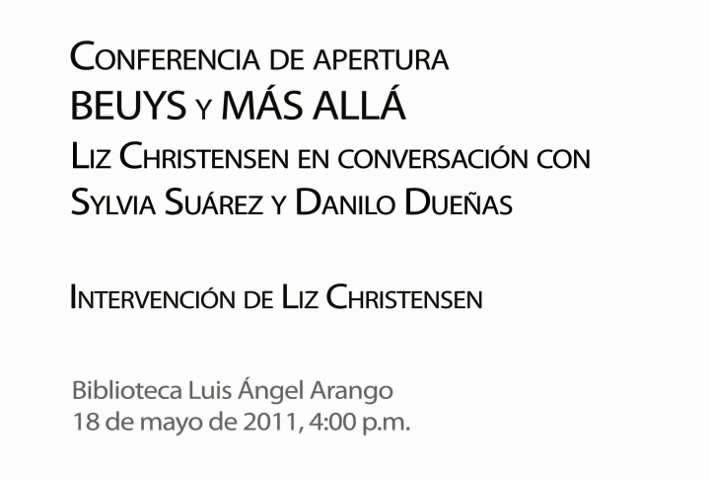 Conferencia de apertura
BEUYS y MÁS ALLÁ
Liz Christensen en conversación con
Sylvia Suárez y Danilo Dueñas
Intervención de Liz Christensen
Biblioteca Luis Ángel Arango
18 de mayo de 2011, 4:00 p.m.